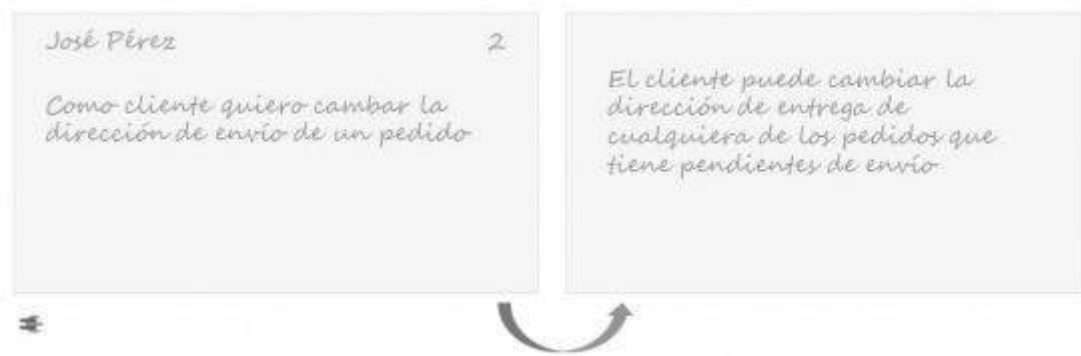 José Pérez 2
Como cliente quiero cambar la
dirección de envío de un pedido
El cliente puede cambiar la
dirección de entrega de
cualquiera de los pedidos que
tiene pendientes de envío